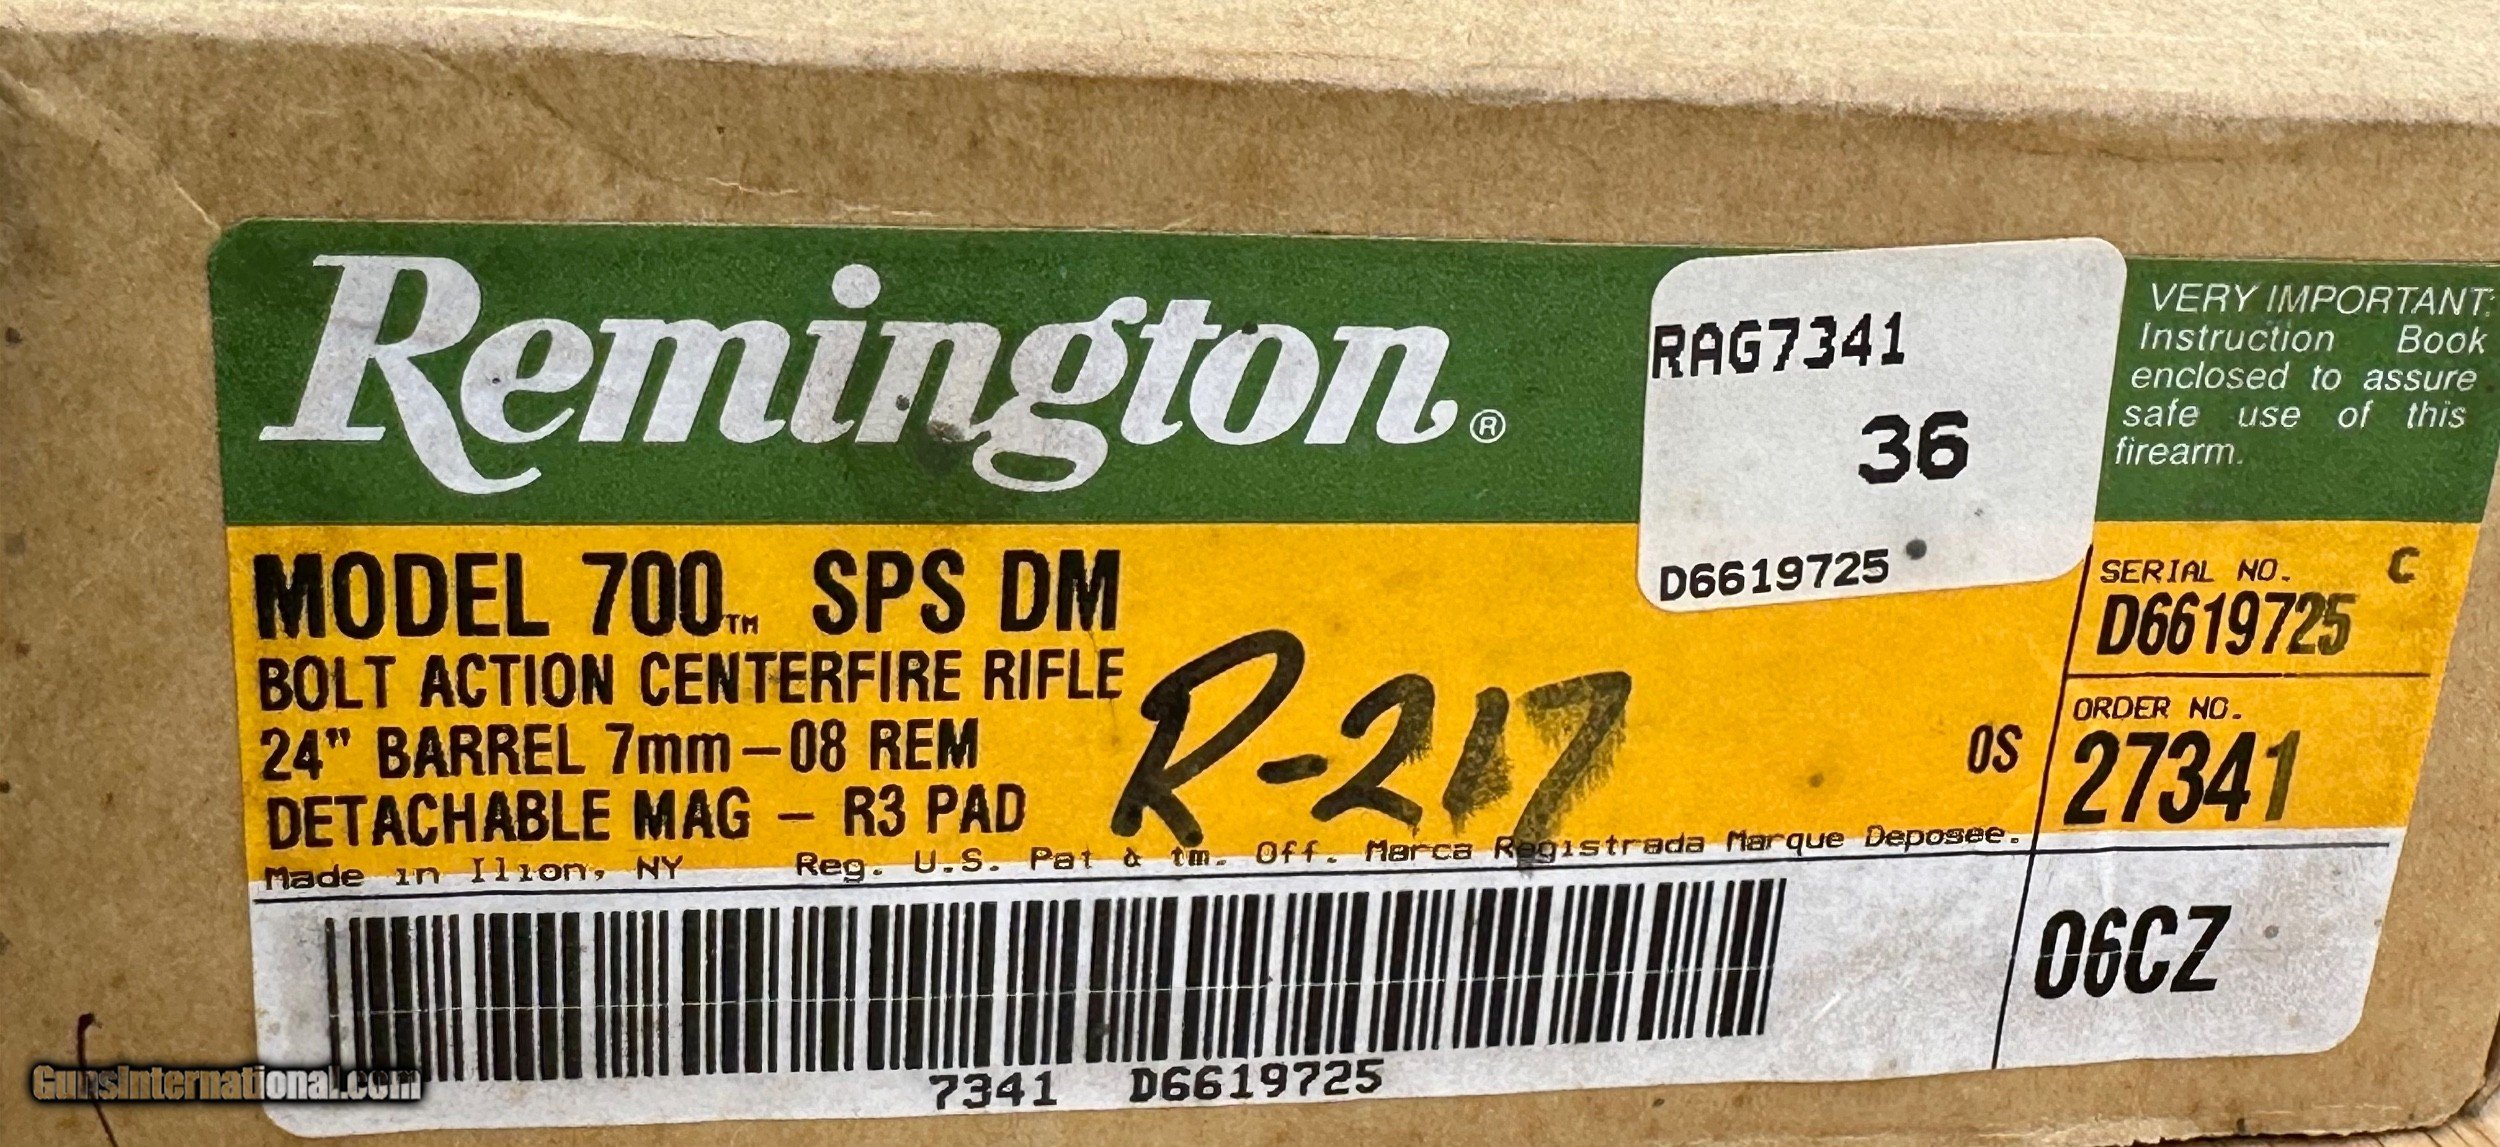 Remington®
RAG7341
36
D6619725
VERY IMPORTANT:
Instruction Book
enclosed to assure
safe use of this
firearm.
MODEL 700™ SPS DM
BOLT ACTION CENTERFIRE RIFLE
24" BARREL 7mm-08 REM
DETACHABLE MAG - R3 PAD
R-217
OS
SERIAL NO. C
D6619725
ORDER NO.
27341
Made in Ilion, NY Reg. U.S. Pat & tm. Off. Marca Registrada Marque Deposee.
06CZ
7341 D6619725
GunsInternational.com